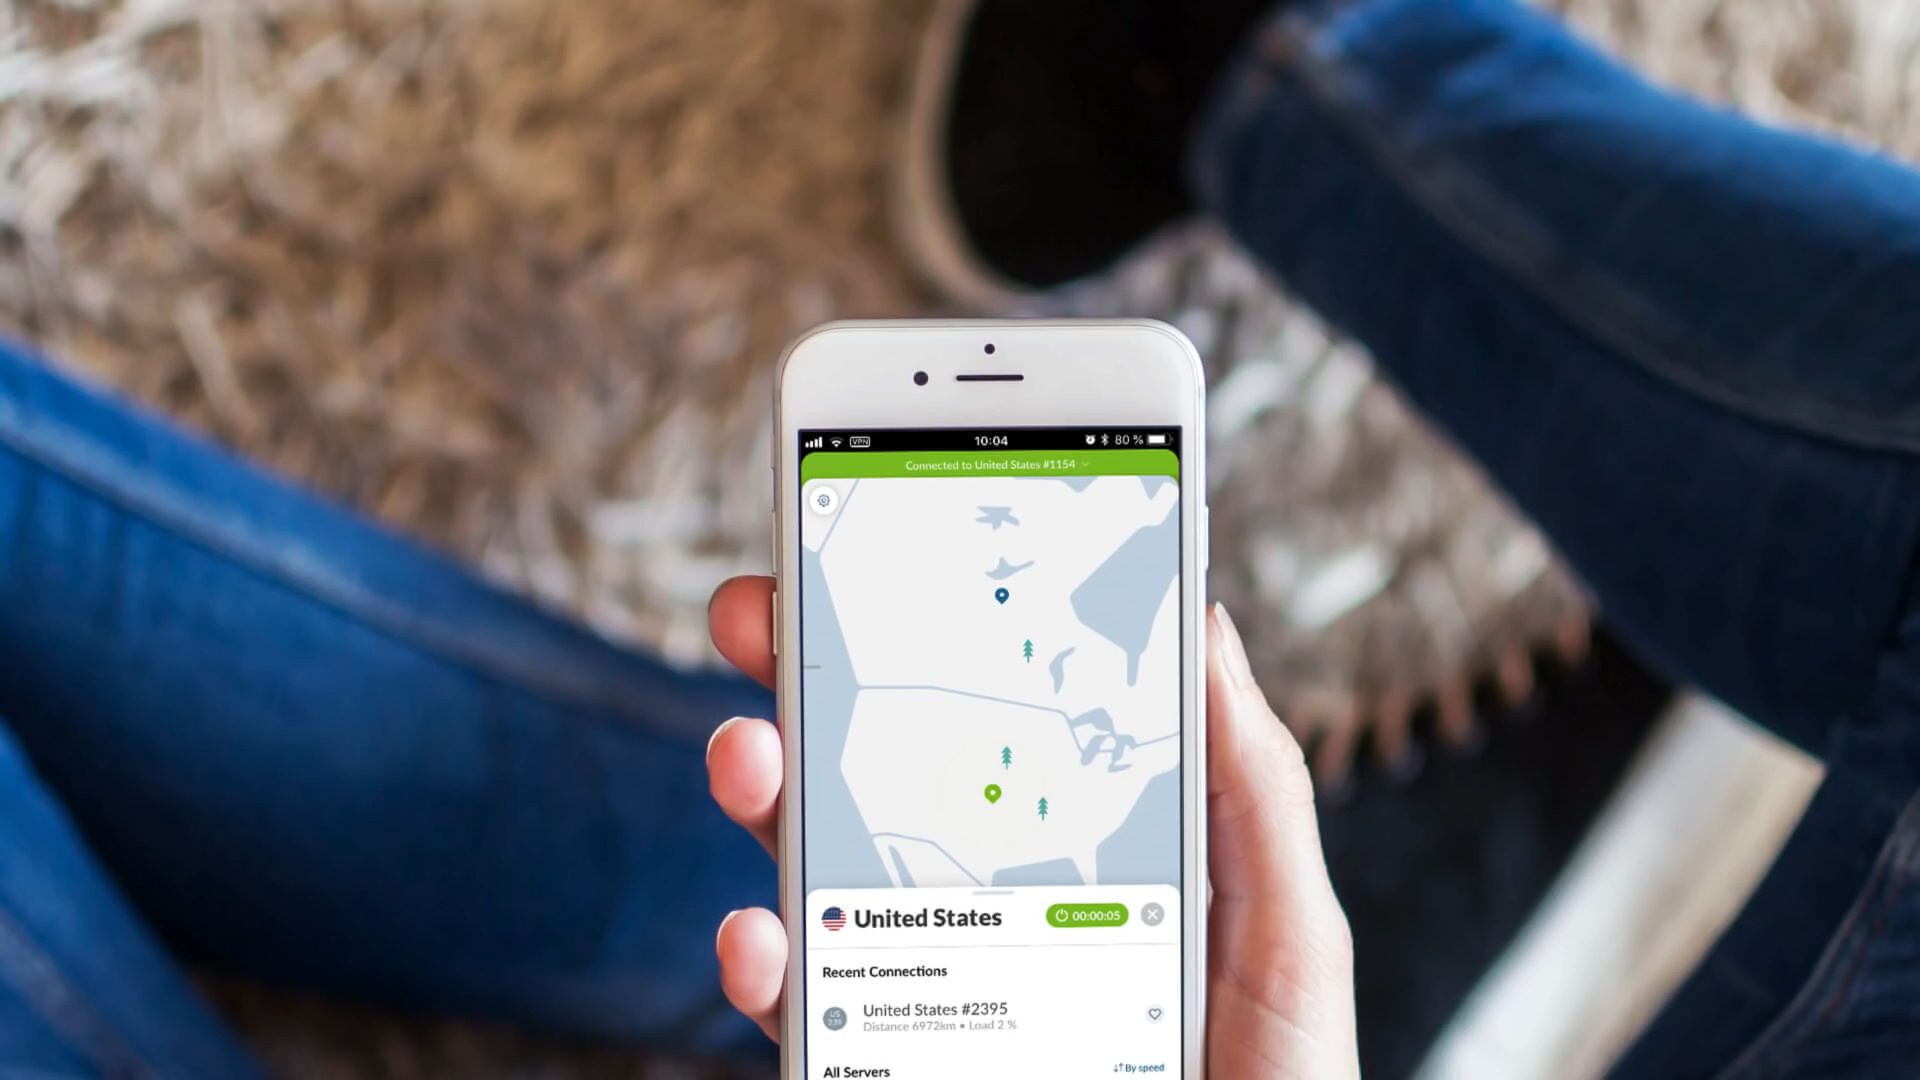 VPN 10:04 80 %
Connected to United States #1154
United States 00:00:05
Recent Connections
United States #2395
Distance 6972km • Load 2 %
All Servers By speed